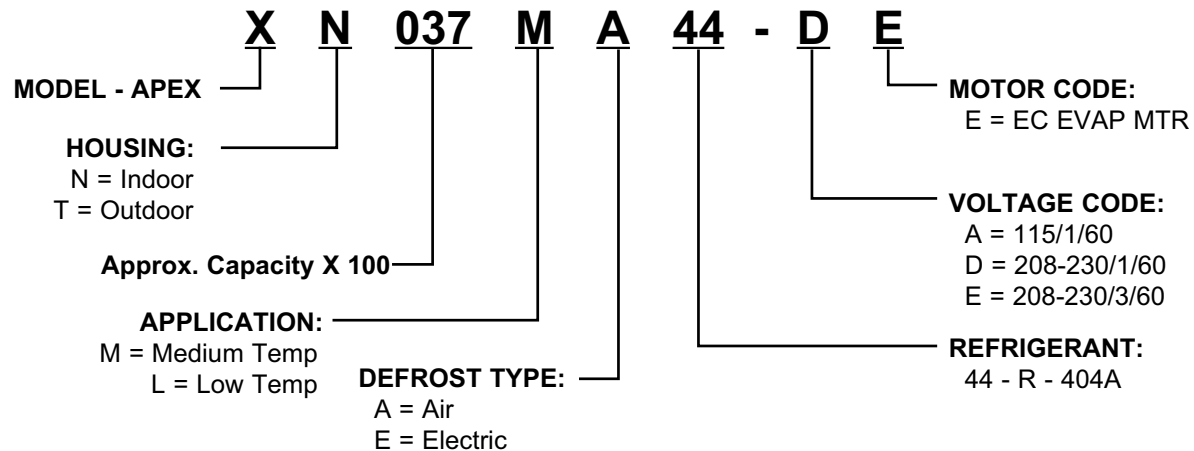 X N 037 M A 44 - D E
MODEL - APEX
HOUSING:
N = Indoor
T = Outdoor
Approx. Capacity X 100
APPLICATION:
M = Medium Temp
L = Low Temp
DEFROST TYPE:
A = Air
E = Electric
MOTOR CODE:
E = EC EVAP MTR
VOLTAGE CODE:
A = 115/1/60
D = 208-230/1/60
E = 208-230/3/60
REFRIGERANT:
44 - R - 404A